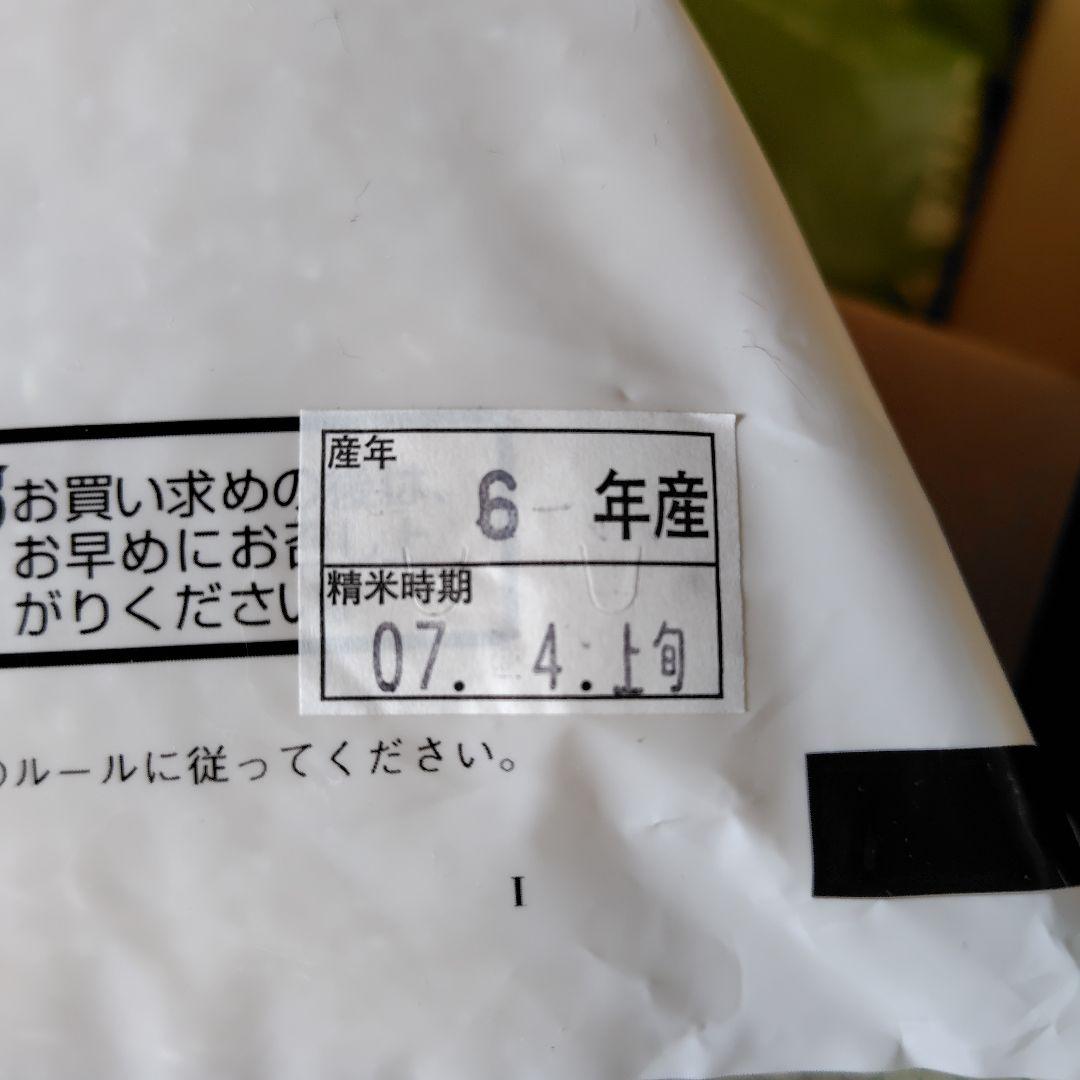 産年
6 年産
精米時期
07. 4.上旬
お買い求めの
お早めにお
がりくださ
ルールに従ってください。
I